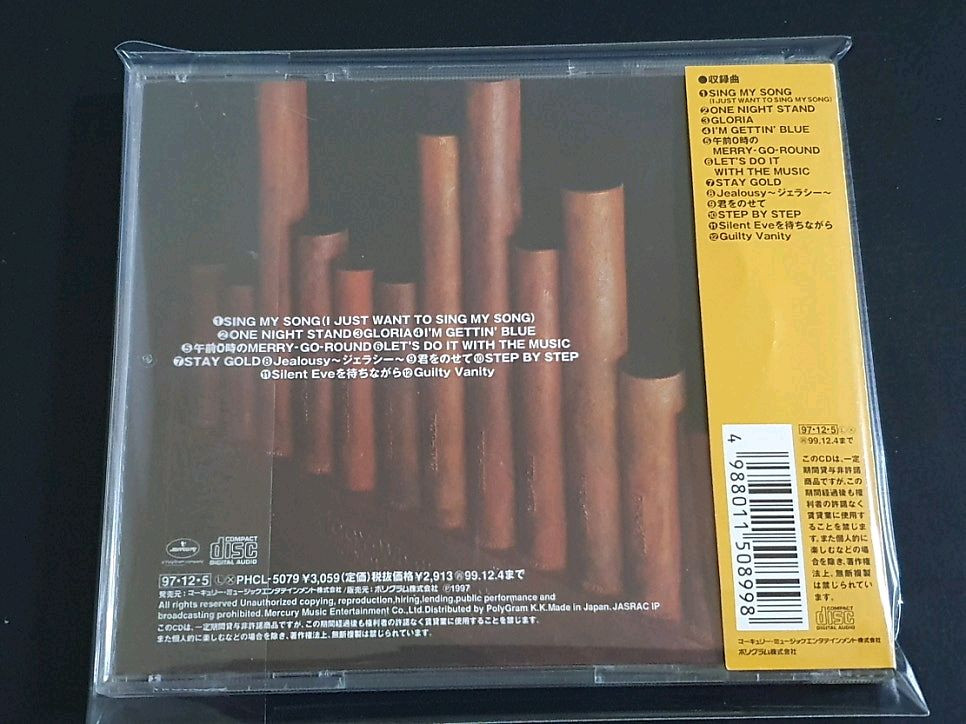 ❶SING MY SONG(I JUST WANT TO SING MY SONG)
❷ONE NIGHT STAND❸GLORIA❹I'M GETTIN' BLUE
❺午前0時のMERRY-GO-ROUND❻LET'S DO IT WITH THE MUSIC
❼STAY GOLD❽Jealousy〜ジェラシー〜❾君をのせて❿STEP BY STEP
⓫Silent Eveを待ちながら⓬Guilty Vanity
COMPACT
disc
DIGITAL AUDIO
97・12・5 PHCL-5079 ¥3,059(定価)税抜価格¥2,913 99.12.4まで
発売元:マーキュリー・ミュージックエンタテインメント株式会社/販売元:ポリグラム株式会社 Ⓟ1997
All rights reserved Unauthorized copying, reproduction,hiring,lending,public performance and
broadcasting prohibited. Mercury Music Entertainment Co.,Ltd.Distributed by PolyGram K.K.Made in Japan. JASRAC IP
このCDは、一定期間貸与非許諾商品ですが、この期間経過後も権利者の許諾なく賃貸業に使用することを禁じます。
また個人的に楽しむなどの場合を除き、著作権法上、無断複製は禁じられています。
●収録曲
❶SING MY SONG
(I JUST WANT TO SING MY SONG)
❷ONE NIGHT STAND
❸GLORIA
❹I'M GETTIN' BLUE
❺午前0時の
MERRY-GO-ROUND
❻LET'S DO IT
WITH THE MUSIC
❼STAY GOLD
❽Jealousy〜ジェラシー〜
❾君をのせて
❿STEP BY STEP
⓫Silent Eveを待ちながら
⓬Guilty Vanity
97・12・5
99.12.4まで
4 988011 508998
このCDは、一定
期間貸与非許諾
商品ですが、この
期間経過後も権
利者の許諾なく
賃貸業に使用す
ることを禁じま
す。また個人的に
楽しむなどの場
合を除き、著作権
法上、無断複製
は禁じられてい
ます。
COMPACT
disc
DIGITAL AUDIO
マーキュリー・ミュージックエンタテインメント株式会社
ポリグラム株式会社